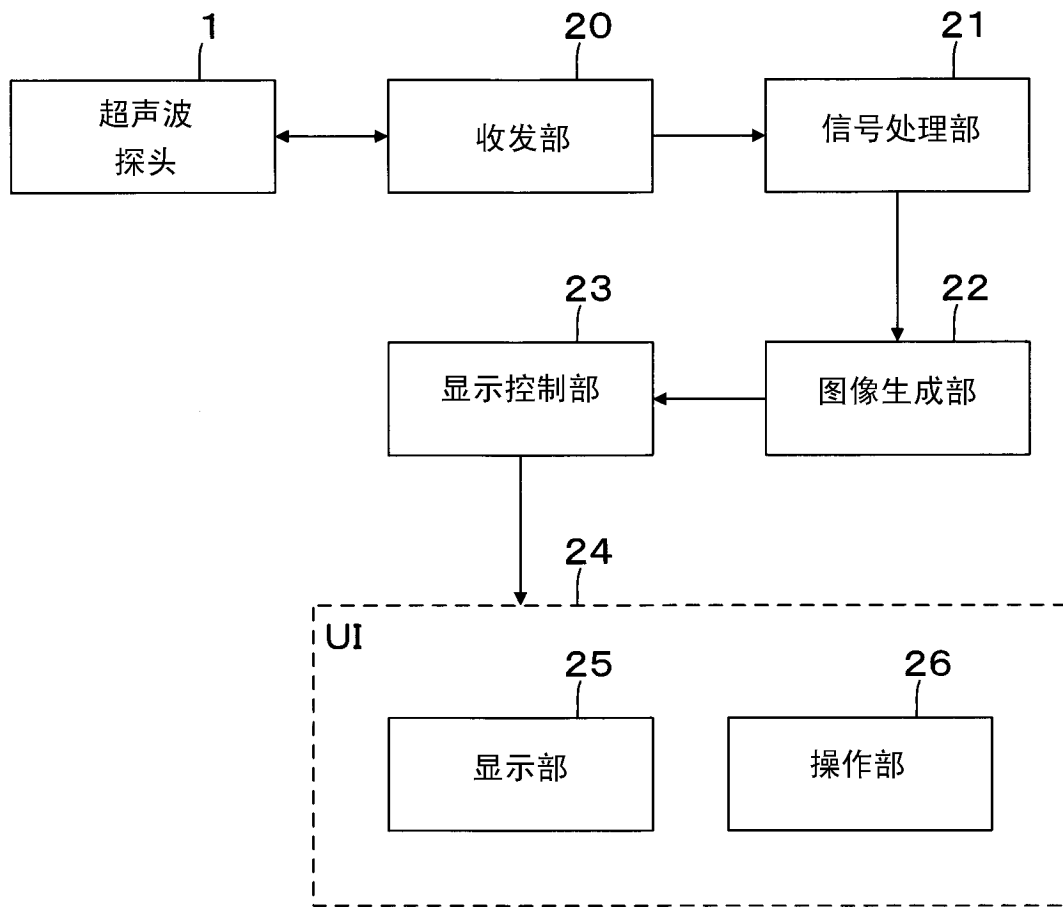 1
20
21
超声波
探头
收发部
信号处理部
23
22
显示控制部
图像生成部
24
UI
25
26
显示部
操作部